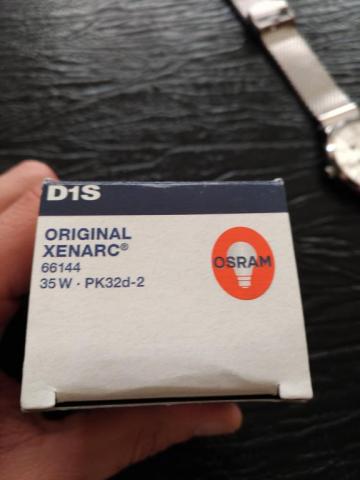 D1S
ORIGINAL
XENARC®
66144
35 W · PK32d-2
OSRAM